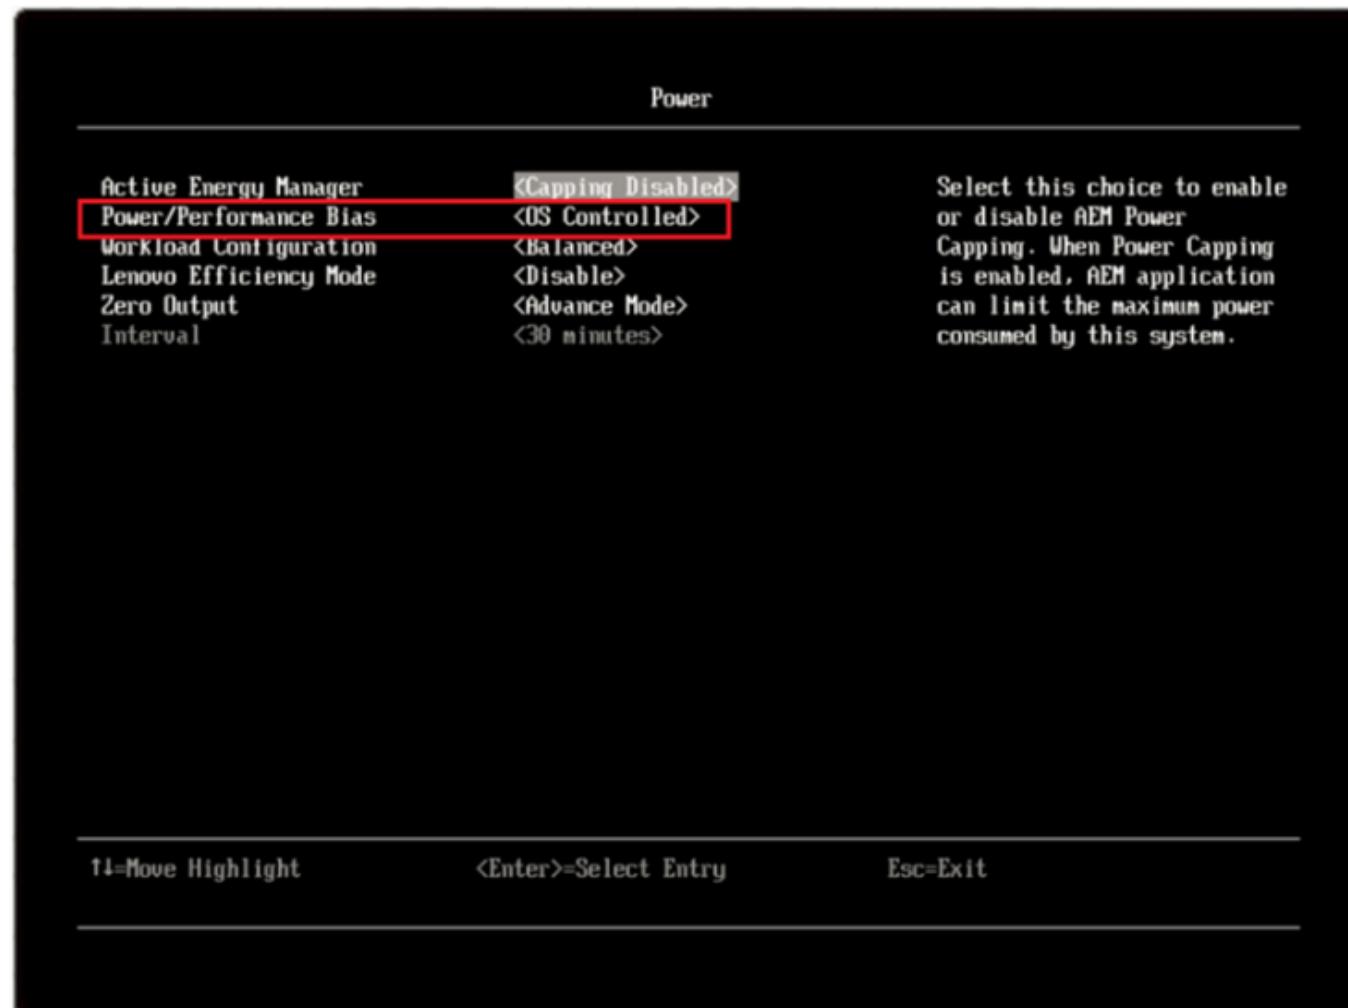 Power
Active Energy Manager <Capping Disabled>
Power/Performance Bias <OS Controlled>
Workload Configuration <Balanced>
Lenovo Efficiency Mode <Disable>
Zero Output <Advance Mode>
Interval <30 minutes>
Select this choice to enable
or disable AEM Power
Capping. When Power Capping
is enabled, AEM application
can limit the maximum power
consumed by this system.
↑↓=Move Highlight <Enter>=Select Entry Esc=Exit